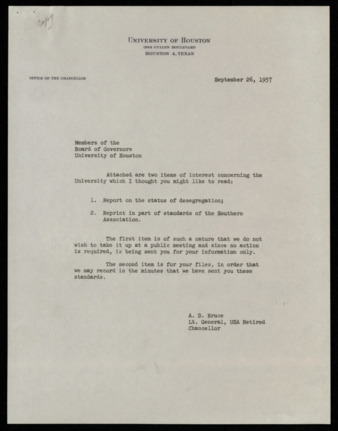 copy
UNIVERSITY OF HOUSTON
3801 CULLEN BOULEVARD
HOUSTON 4, TEXAS
OFFICE OF THE CHANCELLOR
September 26, 1957
Members of the
Board of Governors
University of Houston
Attached are two items of interest concerning the
University which I thought you might like to read:
1. Report on the status of desegregation;
2. Reprint in part of standards of the Southern
Association.
The first item is of such a nature that we do not
wish to take it up at a public meeting and since no action
is required, is being sent you for your information only.
The second item is for your files, in order that
we may record in the minutes that we have sent you these
standards.
A. D. Bruce
Lt. General, USA Retired
Chancellor